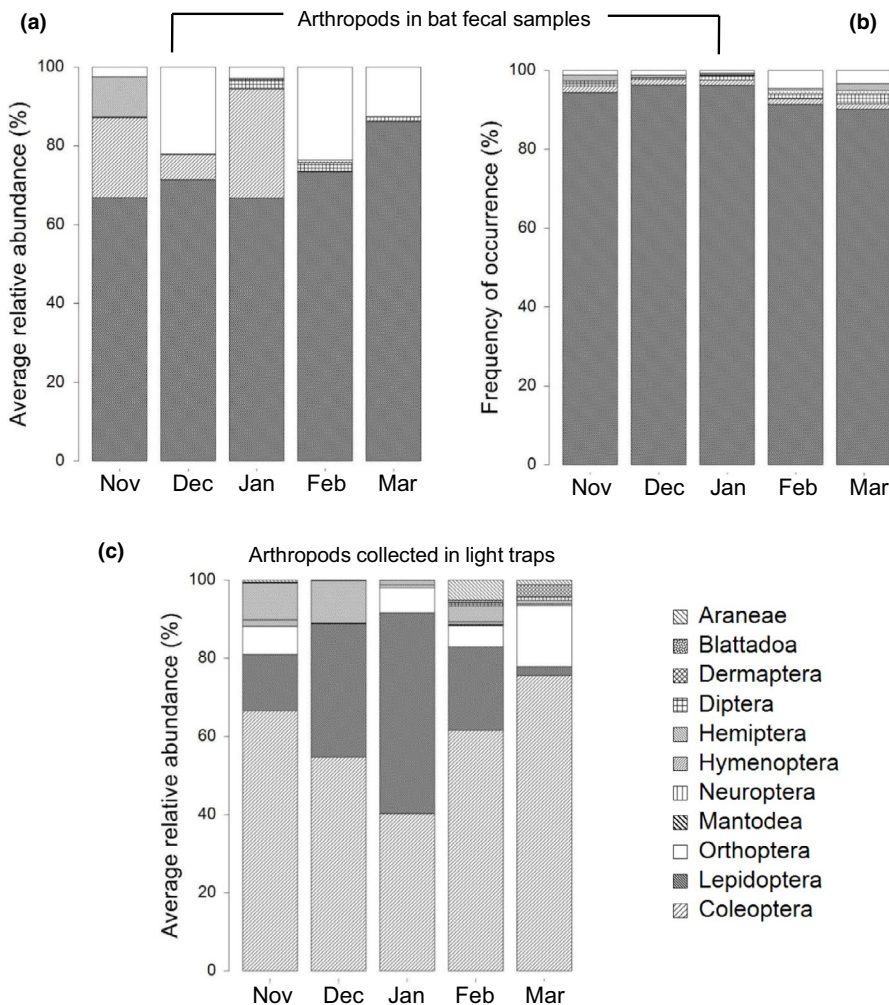 (a)
Arthropods in bat fecal samples
(b)
Average relative abundance (%)
100
80
60
40
20
0
Nov Dec Jan Feb Mar
Frequency of occurrence (%)
100
80
60
40
20
0
Nov Dec Jan Feb Mar
(c)
Arthropods collected in light traps
Average relative abundance (%)
100
80
60
40
20
0
Nov Dec Jan Feb Mar
Araneae
Blattadoa
Dermaptera
Diptera
Hemiptera
Hymenoptera
Neuroptera
Mantodea
Orthoptera
Lepidoptera
Coleoptera